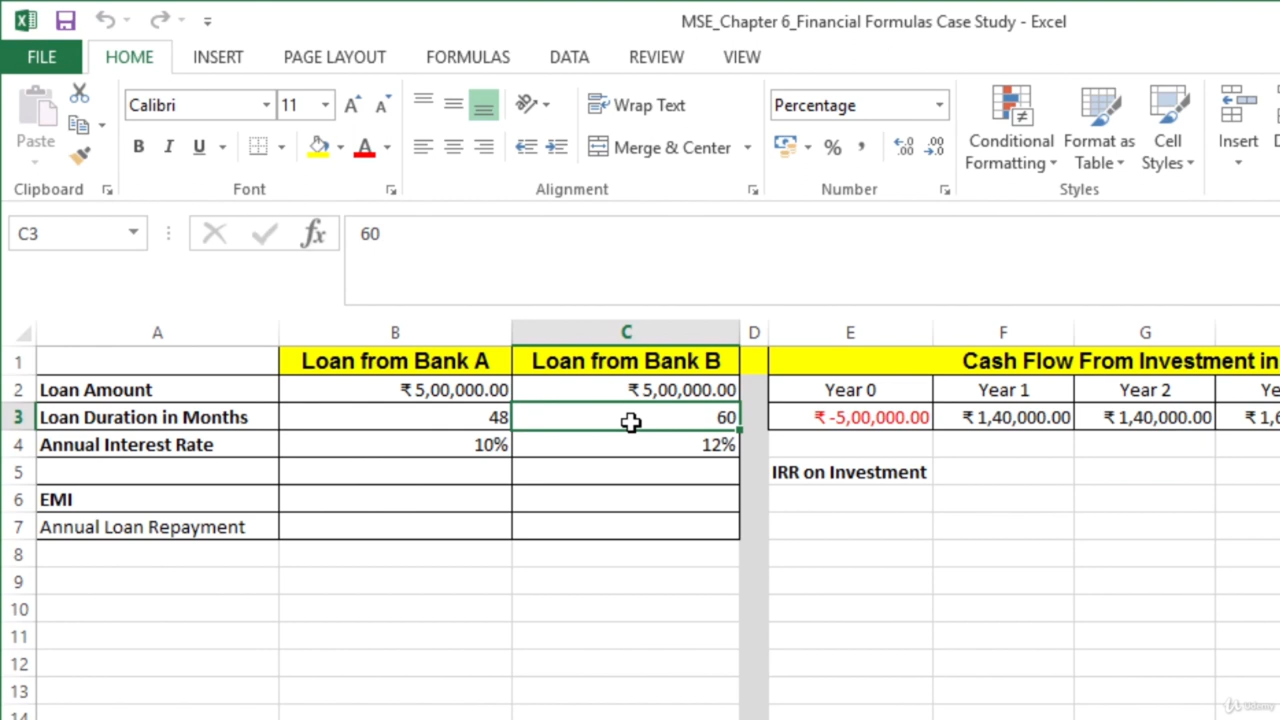 MSE_Chapter 6_Financial Formulas Case Study - Excel
FILE HOME INSERT PAGE LAYOUT FORMULAS DATA REVIEW VIEW
Calibri 11 Wrap Text Percentage
Paste B I U A Merge & Center % Conditional Formatting Format as Table Cell Styles Insert
Clipboard Font Alignment Number Styles
C3 fx 60
A B C D E F G
1 Loan from Bank A Loan from Bank B Cash Flow From Investment in
2 Loan Amount ₹ 5,00,000.00 ₹ 5,00,000.00 Year 0 Year 1 Year 2
3 Loan Duration in Months 48 60 ₹ -5,00,000.00 ₹ 1,40,000.00 ₹ 1,40,000.00
4 Annual Interest Rate 10% 12%
5 IRR on Investment
6 EMI
7 Annual Loan Repayment
8
9
10
11
12
13
14
Udemy